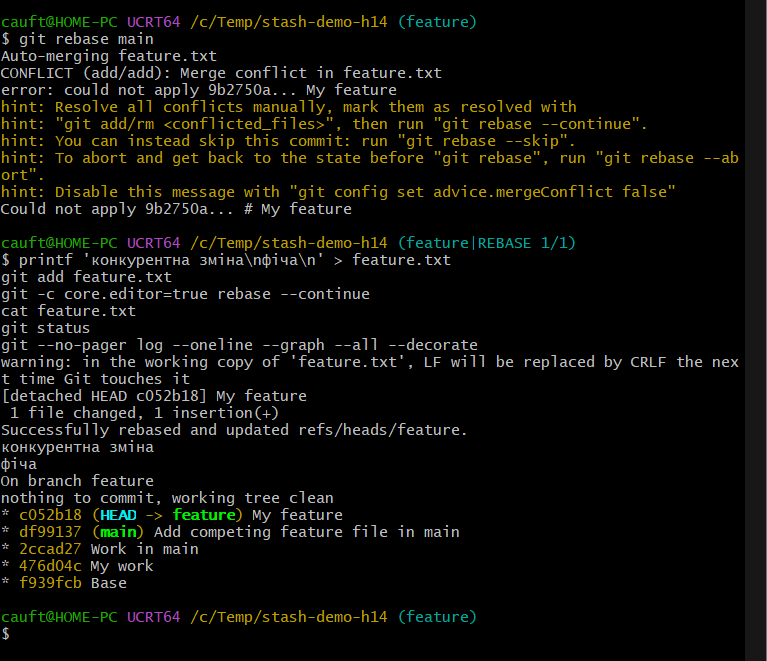 cauft@HOME-PC UCRT64 /c/Temp/stash-demo-h14 (feature)
$ git rebase main
Auto-merging feature.txt
CONFLICT (add/add): Merge conflict in feature.txt
error: could not apply 9b2750a... My feature
hint: Resolve all conflicts manually, mark them as resolved with
hint: "git add/rm <conflicted_files>", then run "git rebase --continue".
hint: You can instead skip this commit: run "git rebase --skip".
hint: To abort and get back to the state before "git rebase", run "git rebase --ab
ort".
hint: Disable this message with "git config set advice.mergeConflict false"
Could not apply 9b2750a... # My feature
cauft@HOME-PC UCRT64 /c/Temp/stash-demo-h14 (feature|REBASE 1/1)
$ printf 'конкурентна зміна\nфіча\n' > feature.txt
git add feature.txt
git -c core.editor=true rebase --continue
cat feature.txt
git status
git --no-pager log --oneline --graph --all --decorate
warning: in the working copy of 'feature.txt', LF will be replaced by CRLF the nex
t time Git touches it
[detached HEAD c052b18] My feature
 1 file changed, 1 insertion(+)
Successfully rebased and updated refs/heads/feature.
конкурентна зміна
фіча
On branch feature
nothing to commit, working tree clean
* c052b18 (HEAD -> feature) My feature
* df99137 (main) Add competing feature file in main
* 2ccad27 Work in main
* 476d04c My work
* f939fcb Base
cauft@HOME-PC UCRT64 /c/Temp/stash-demo-h14 (feature)
$